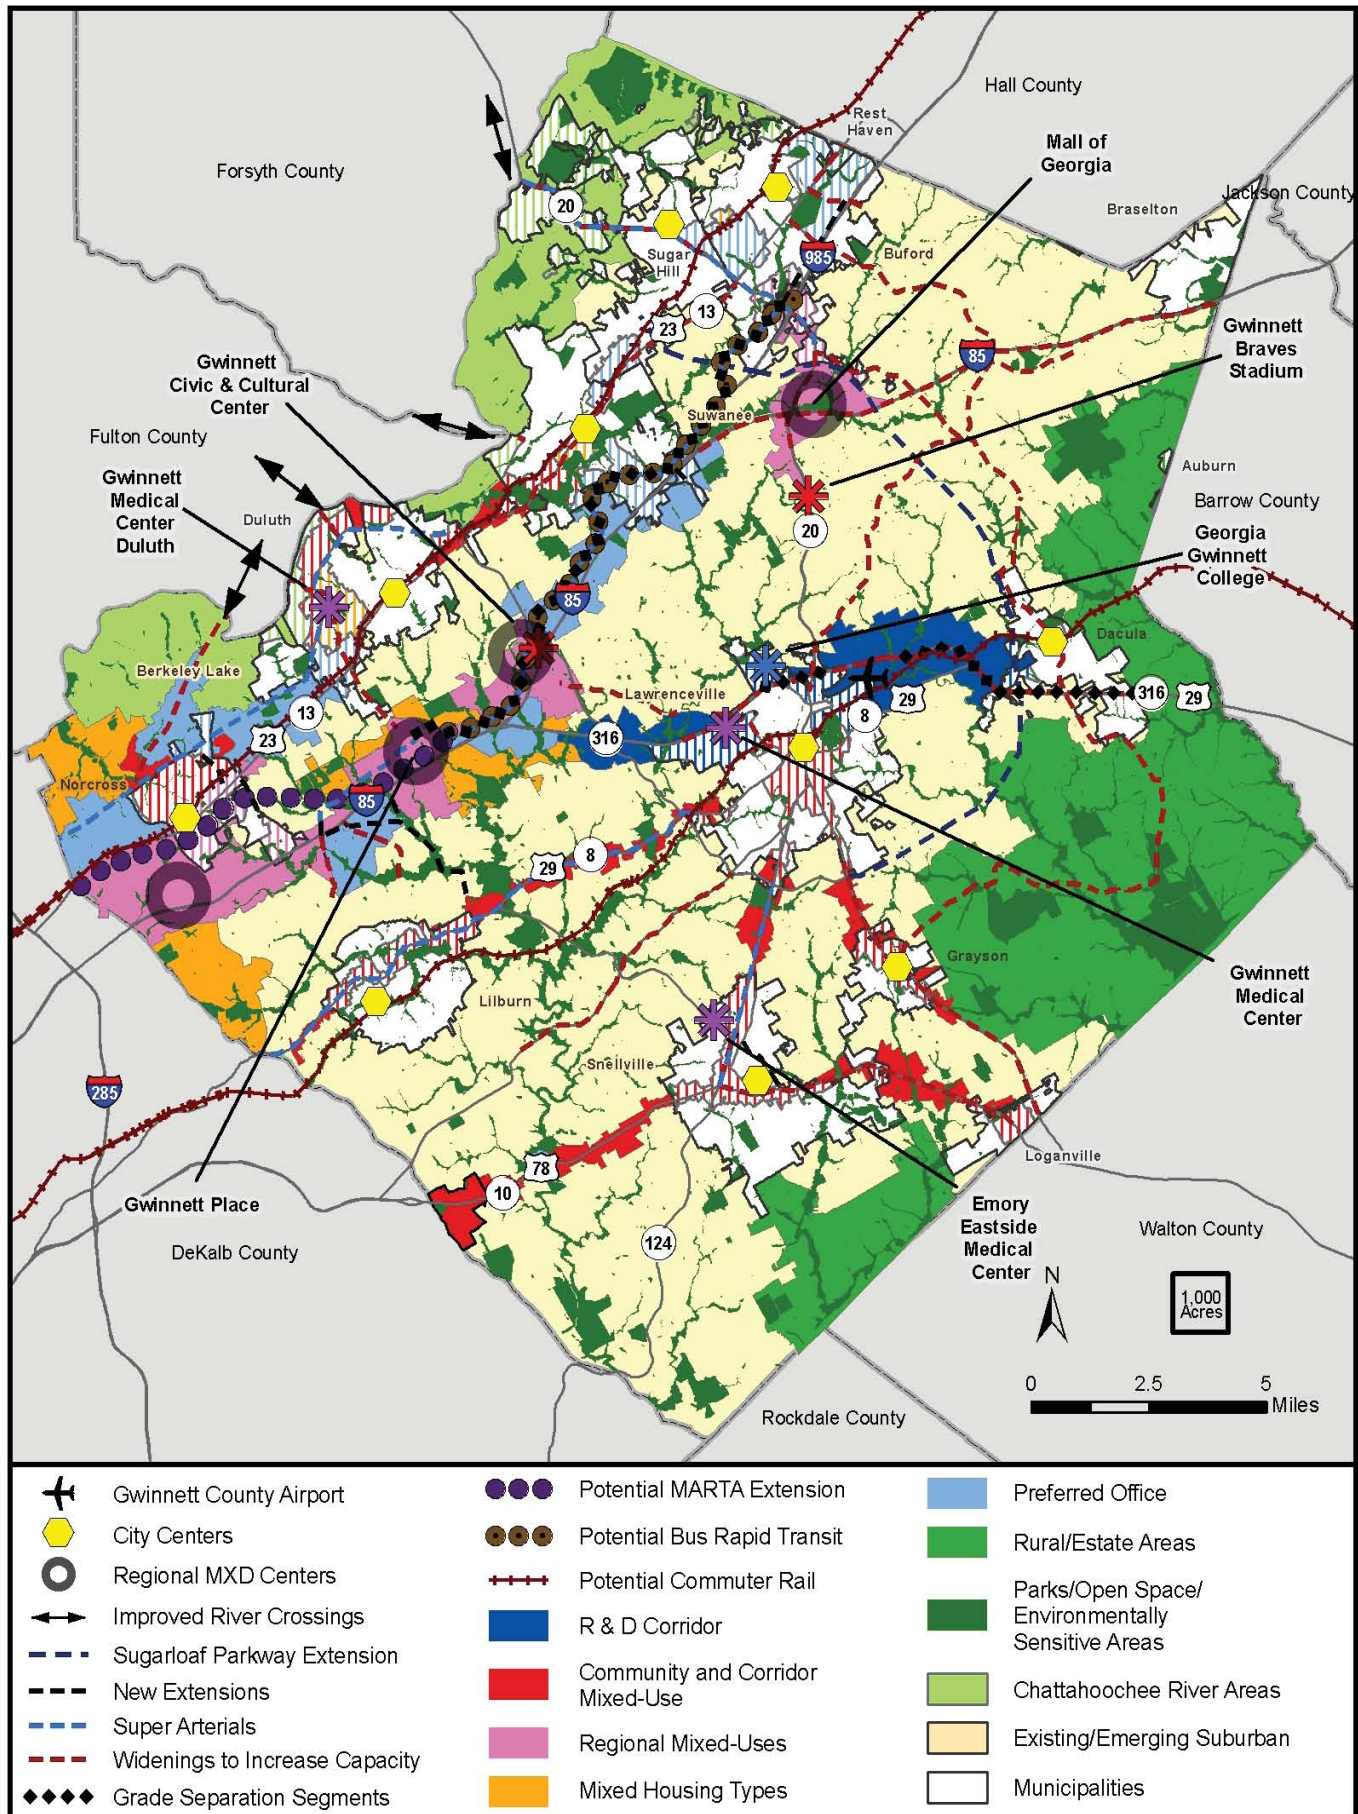 Hall County
Rest
Haven
Mall of
Georgia
Forsyth County
Jackson County
Braselton
20
Sugar
Hill
985
Buford
13
23
Gwinnett
Braves
Stadium
85
Gwinnett
Civic & Cultural
Center
Suwanee
Fulton County
Gwinnett
Medical
Center
Duluth
Duluth
Auburn
Barrow County
20
Georgia
Gwinnett
College
85
Dacula
Berkeley Lake
Lawrenceville
316
29
29
8
13
23
316
Norcross
85
29
8
Grayson
Gwinnett
Medical
Center
Lilburn
Snellville
285
Loganville
78
10
Gwinnett Place
Emory
Eastside
Medical
Center
Walton County
DeKalb County
124
N
1,000
Acres
0 2.5 5
Miles
Rockdale County
Gwinnett County Airport
City Centers
Regional MXD Centers
Improved River Crossings
Sugarloaf Parkway Extension
New Extensions
Super Arterials
Widenings to Increase Capacity
Grade Separation Segments
Potential MARTA Extension
Potential Bus Rapid Transit
Potential Commuter Rail
R & D Corridor
Community and Corridor
Mixed-Use
Regional Mixed-Uses
Mixed Housing Types
Preferred Office
Rural/Estate Areas
Parks/Open Space/
Environmentally
Sensitive Areas
Chattahoochee River Areas
Existing/Emerging Suburban
Municipalities